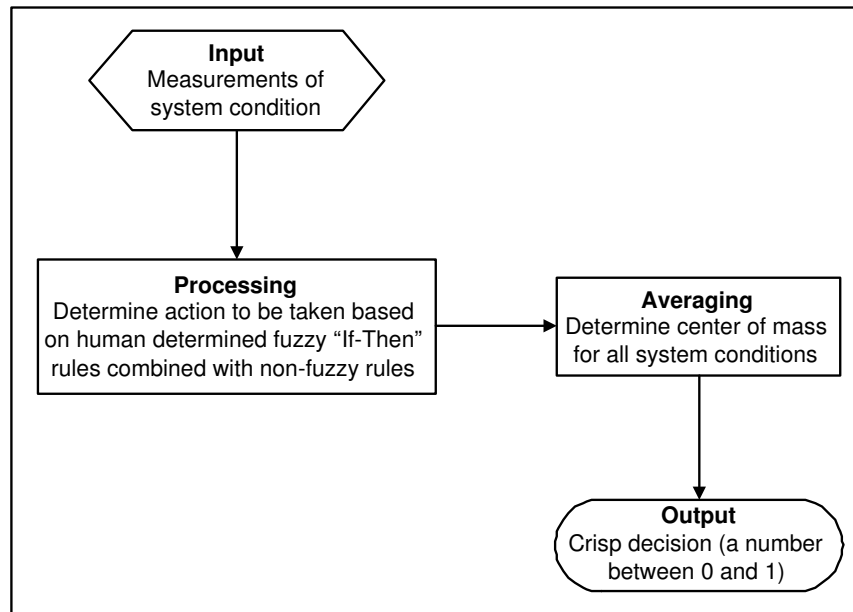 Input
Measurements of
system condition
Processing
Determine action to be taken based
on human determined fuzzy “If-Then”
rules combined with non-fuzzy rules
Averaging
Determine center of mass
for all system conditions
Output
Crisp decision (a number
between 0 and 1)